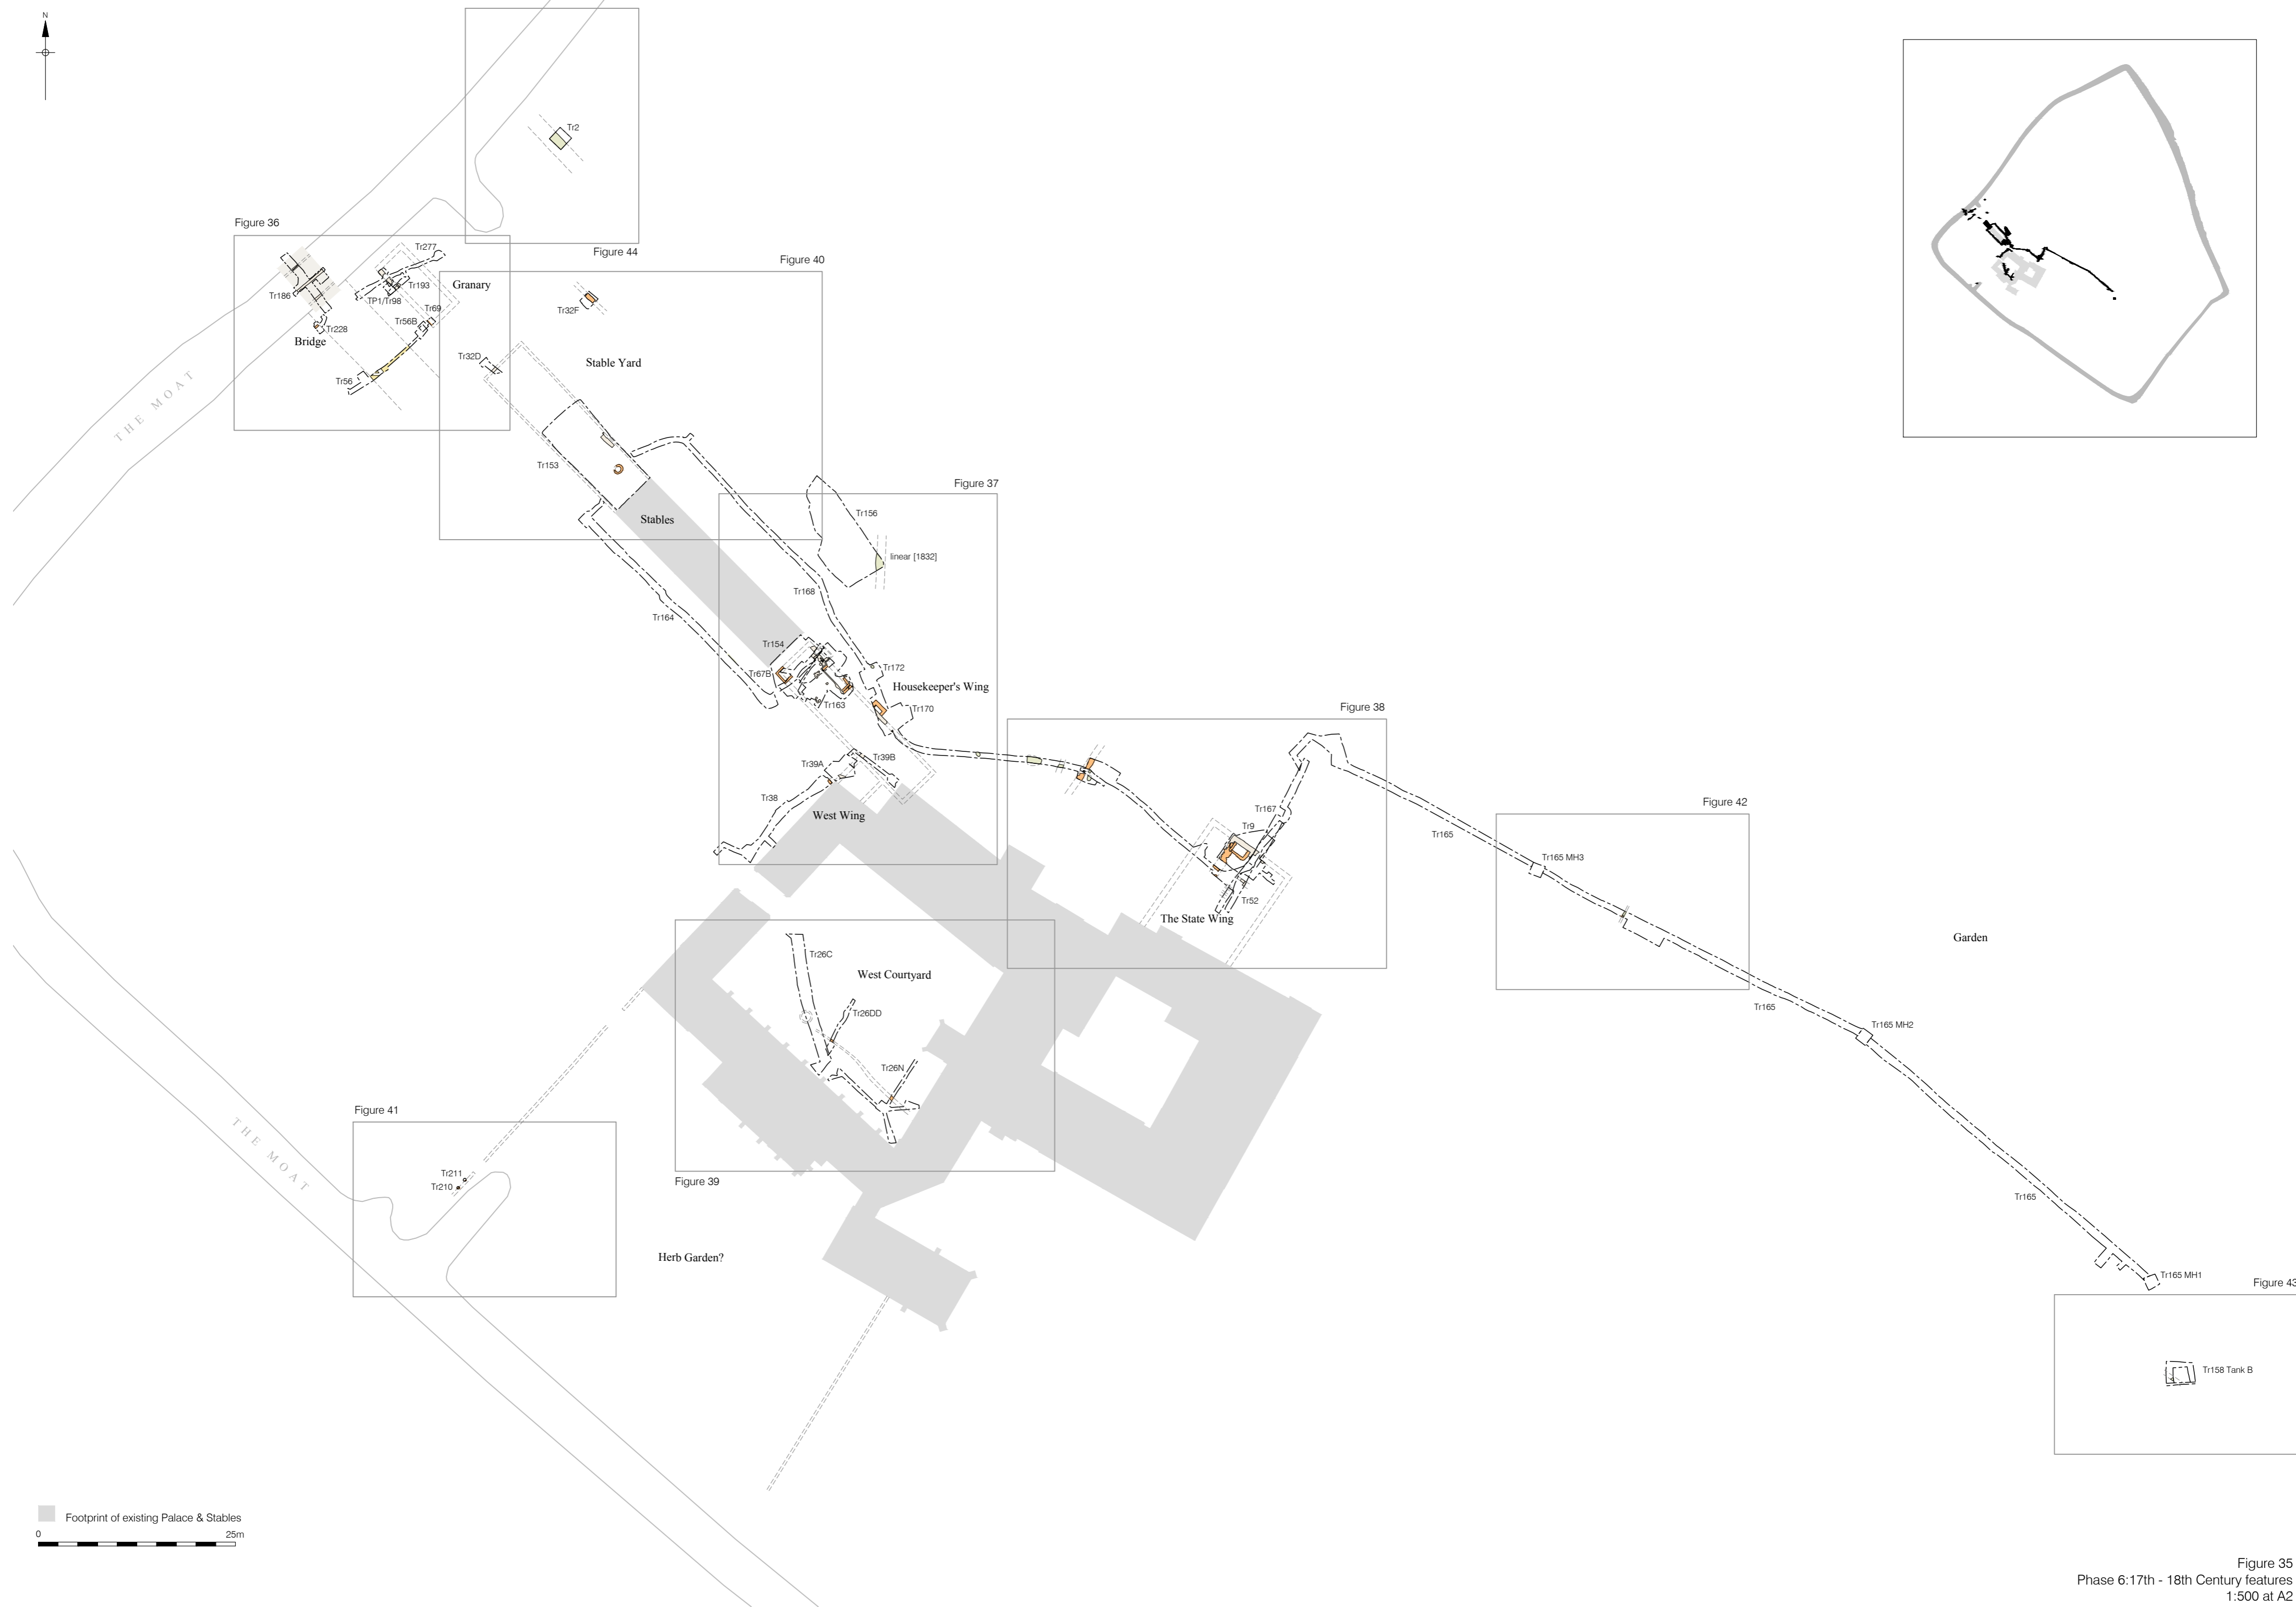 N
Tr2
Figure 36
Figure 44
Figure 40
Tr277
Granary
Tr193
Tr186
TP1/Tr98
Tr69
Tr56B
Tr228
Bridge
Tr32F
Tr32D
Stable Yard
Tr56
THE MOAT
Tr153
Figure 37
Stables
Tr156
linear [1832]
Tr168
Tr164
Tr154
Tr67B
Tr172
Housekeeper's Wing
Tr163
Tr170
Figure 38
Tr39A
Tr39B
Tr38
West Wing
Tr167
Tr9
Figure 42
Tr165
Tr165 MH3
Tr52
The State Wing
Garden
Tr26C
West Courtyard
Tr26DD
Tr165
Tr165 MH2
Tr26N
Figure 41
THE MOAT
Tr211
Tr210
Figure 39
Tr165
Herb Garden?
Tr165 MH1
Figure 43
Tr158 Tank B
Footprint of existing Palace & Stables
0 25m
Figure 35
Phase 6:17th - 18th Century features
1:500 at A2